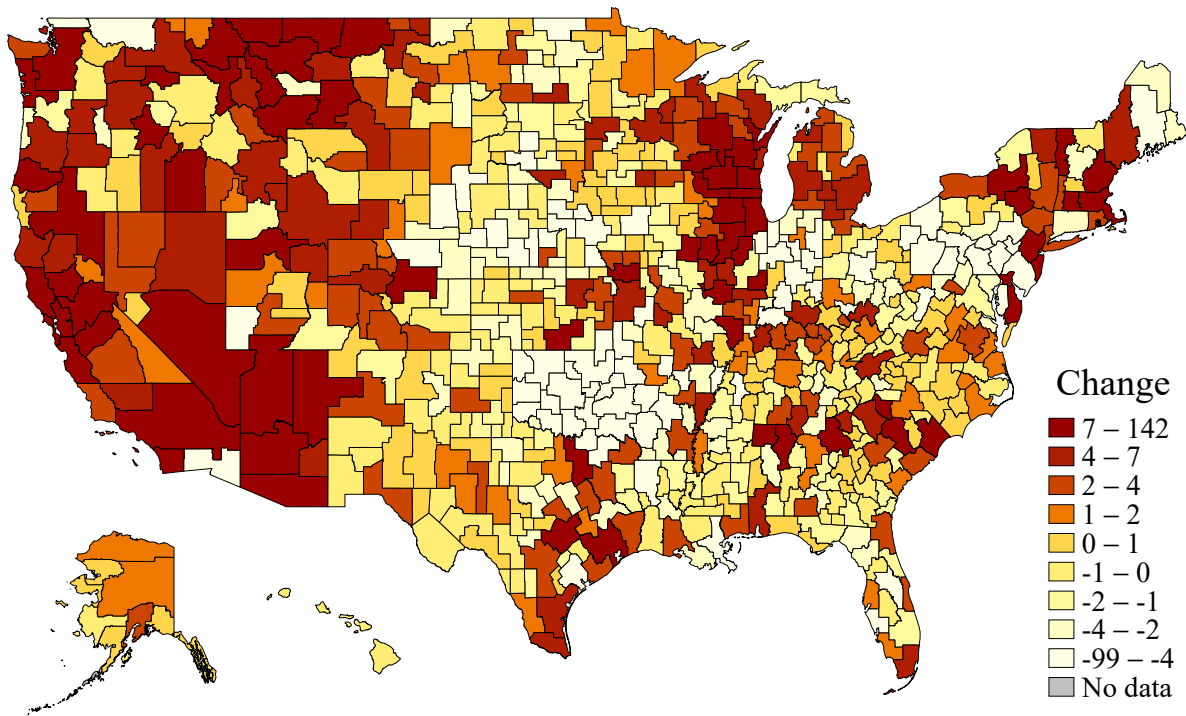 Change
7 – 142
4 – 7
2 – 4
1 – 2
0 – 1
-1 – 0
-2 – -1
-4 – -2
-99 – -4
No data